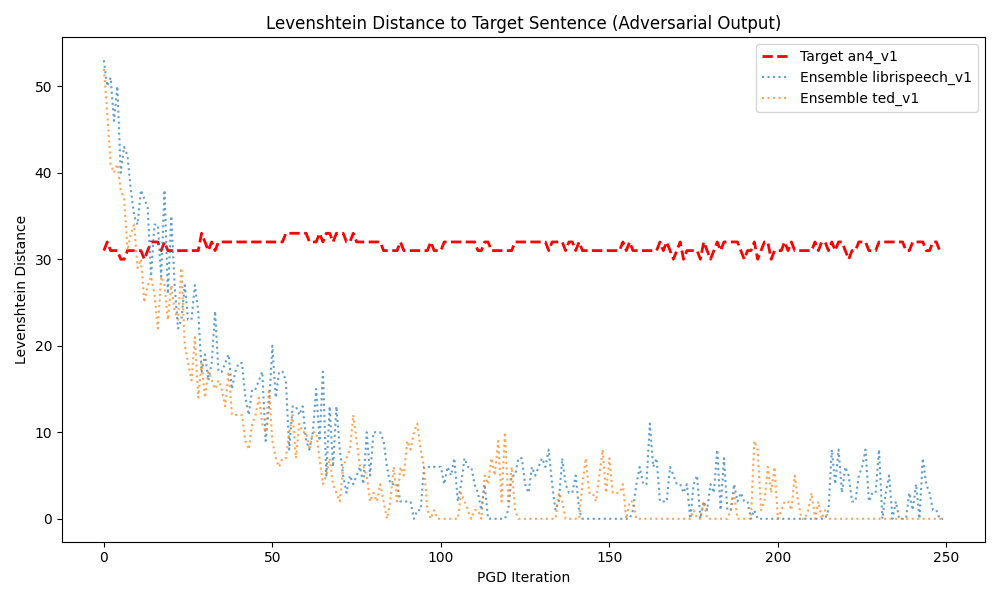 Levenshtein Distance to Target Sentence (Adversarial Output)
Target an4_v1
Ensemble librispeech_v1
Ensemble ted_v1
Levenshtein Distance
50
40
30
20
10
0
0 50 100 150 200 250
PGD Iteration